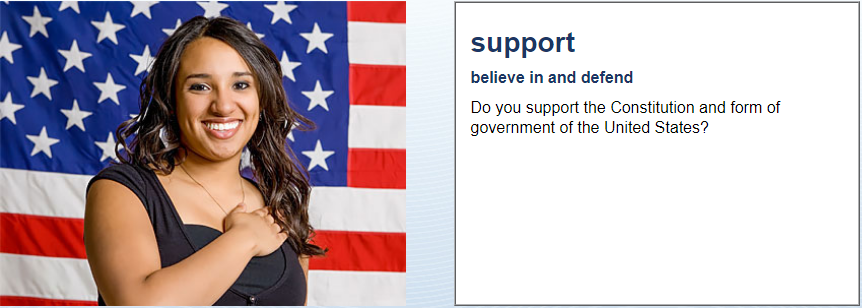 support
believe in and defend
Do you support the Constitution and form of
government of the United States?